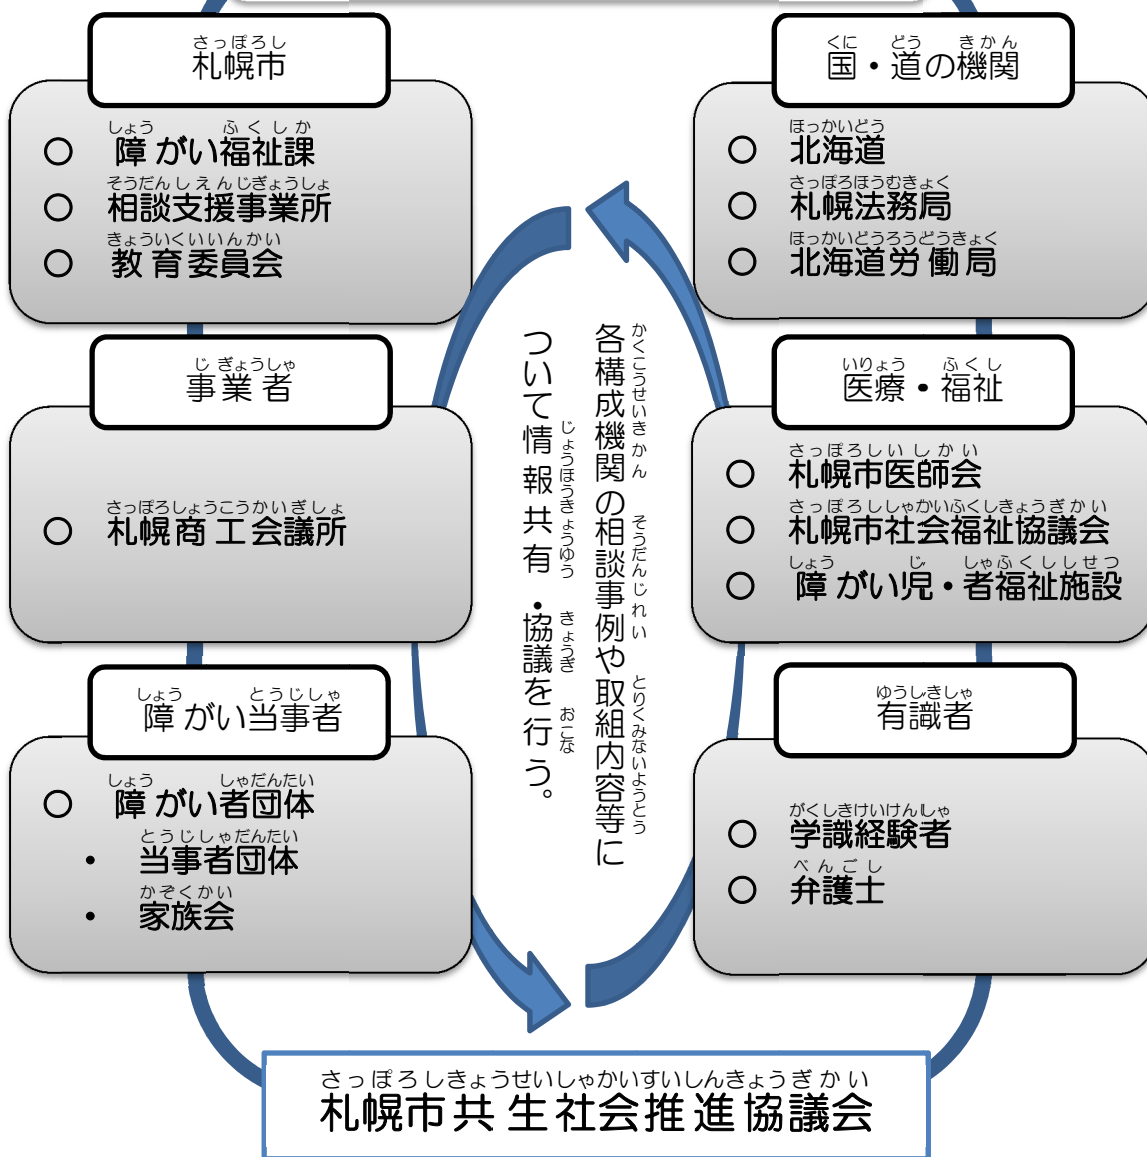 さっぽろし
札幌市
しょう ふくしか
○ 障がい福祉課
そうだんしえんじぎょうしょ
○ 相談支援事業所
きょういくいいんかい
○ 教育委員会
くに どう きかん
国・道の機関
ほっかいどう
○ 北海道
さっぽろほうむきょく
○ 札幌法務局
ほっかいどうろうどうきょく
○ 北海道労働局
じぎょうしゃ
事業者
さっぽろしょうこうかいぎしょ
○ 札幌商工会議所
かくこうせいきかん そうだんじれい とりくみないようとう
各構成機関の相談事例や取組内容等に
じょうほうきょうゆう きょうぎ おこな
ついて情報共有・協議を行う。
いりょう ふくし
医療・福祉
さっぽろしいしかい
○ 札幌市医師会
さっぽろししゃかいふくしきょうぎかい
○ 札幌市社会福祉協議会
しょう じ しゃふくししせつ
○ 障がい児・者福祉施設
しょう とうじしゃ
障がい当事者
しょう しゃだんたい
○ 障がい者団体
とうじしゃだんたい
・ 当事者団体
かぞくかい
・ 家族会
ゆうしきしゃ
有識者
がくしきけいけんしゃ
○ 学識経験者
べんごし
○ 弁護士
さっぽろしきょうせいしゃかいすいしんきょうぎかい
札幌市共生社会推進協議会